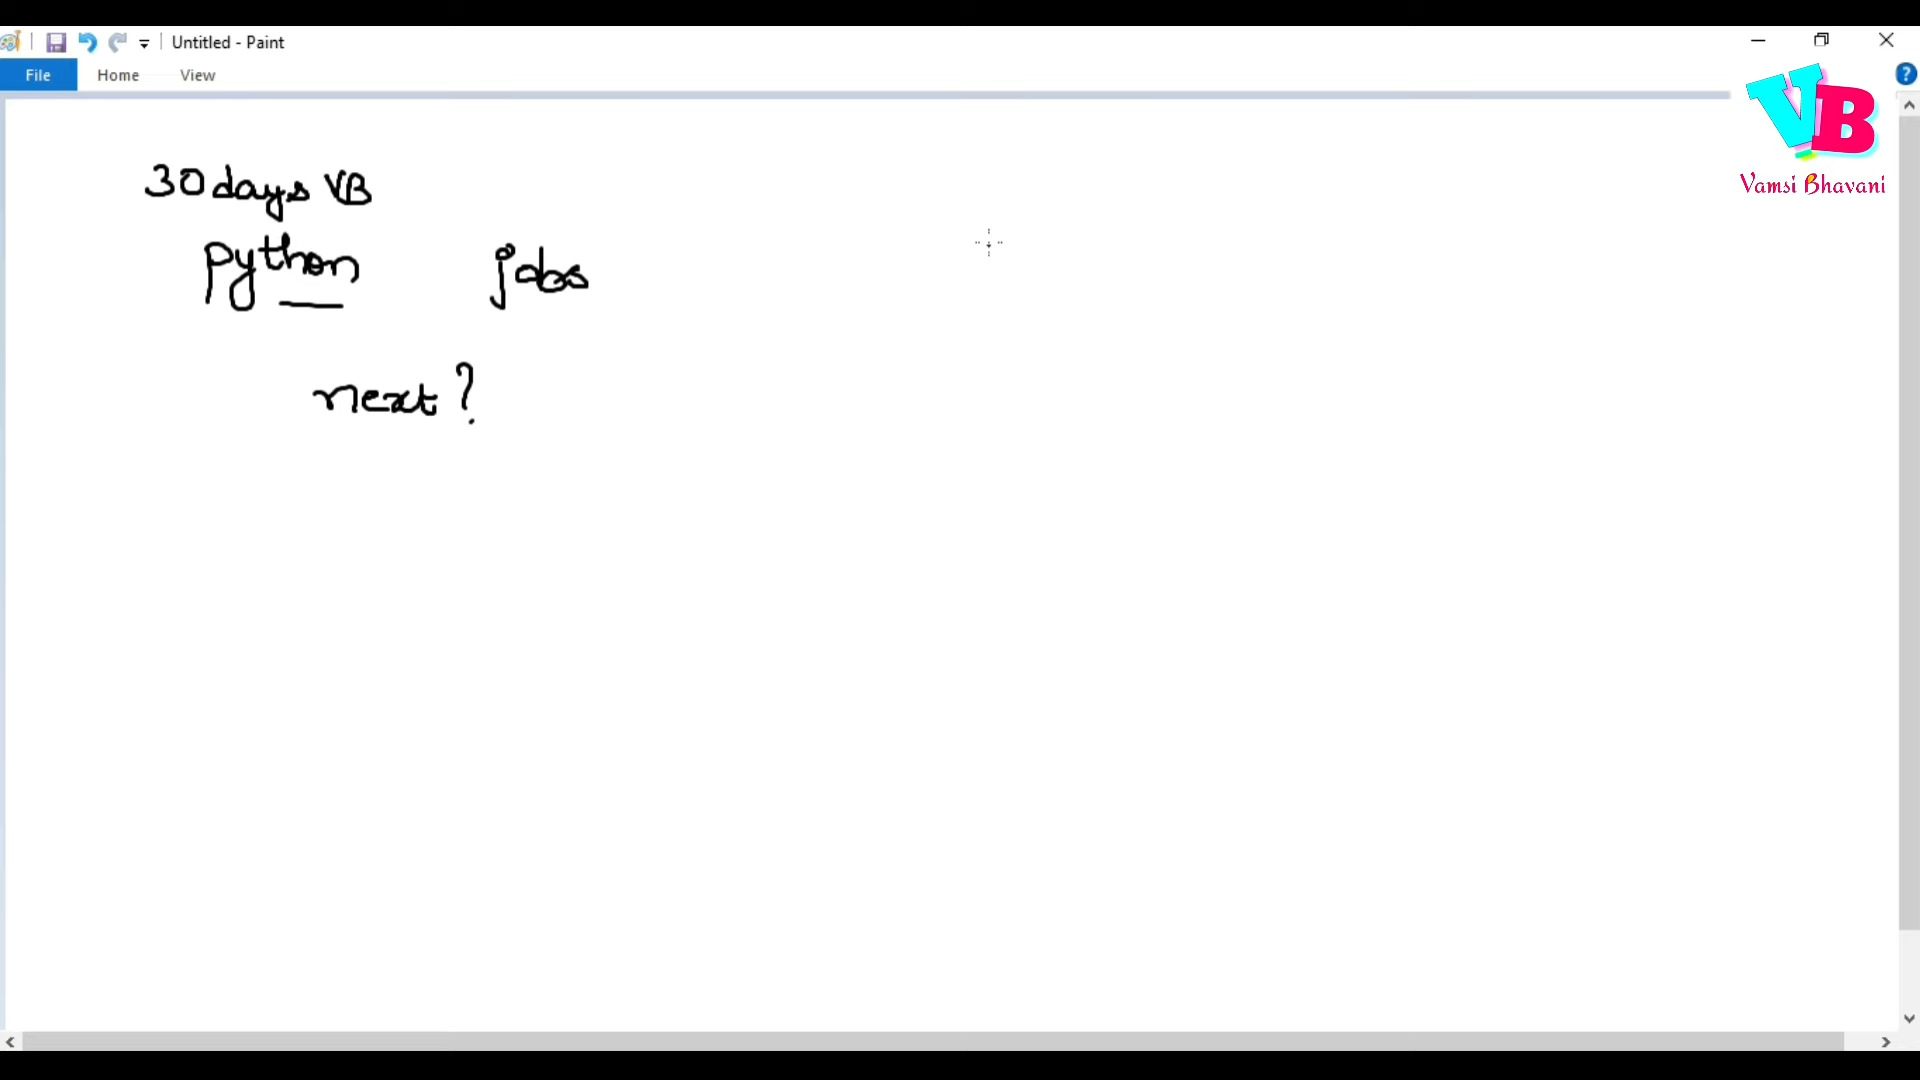 Untitled - Paint
File Home View
VB
Vamsi Bhavani
30 days VB
python jobs
next ?